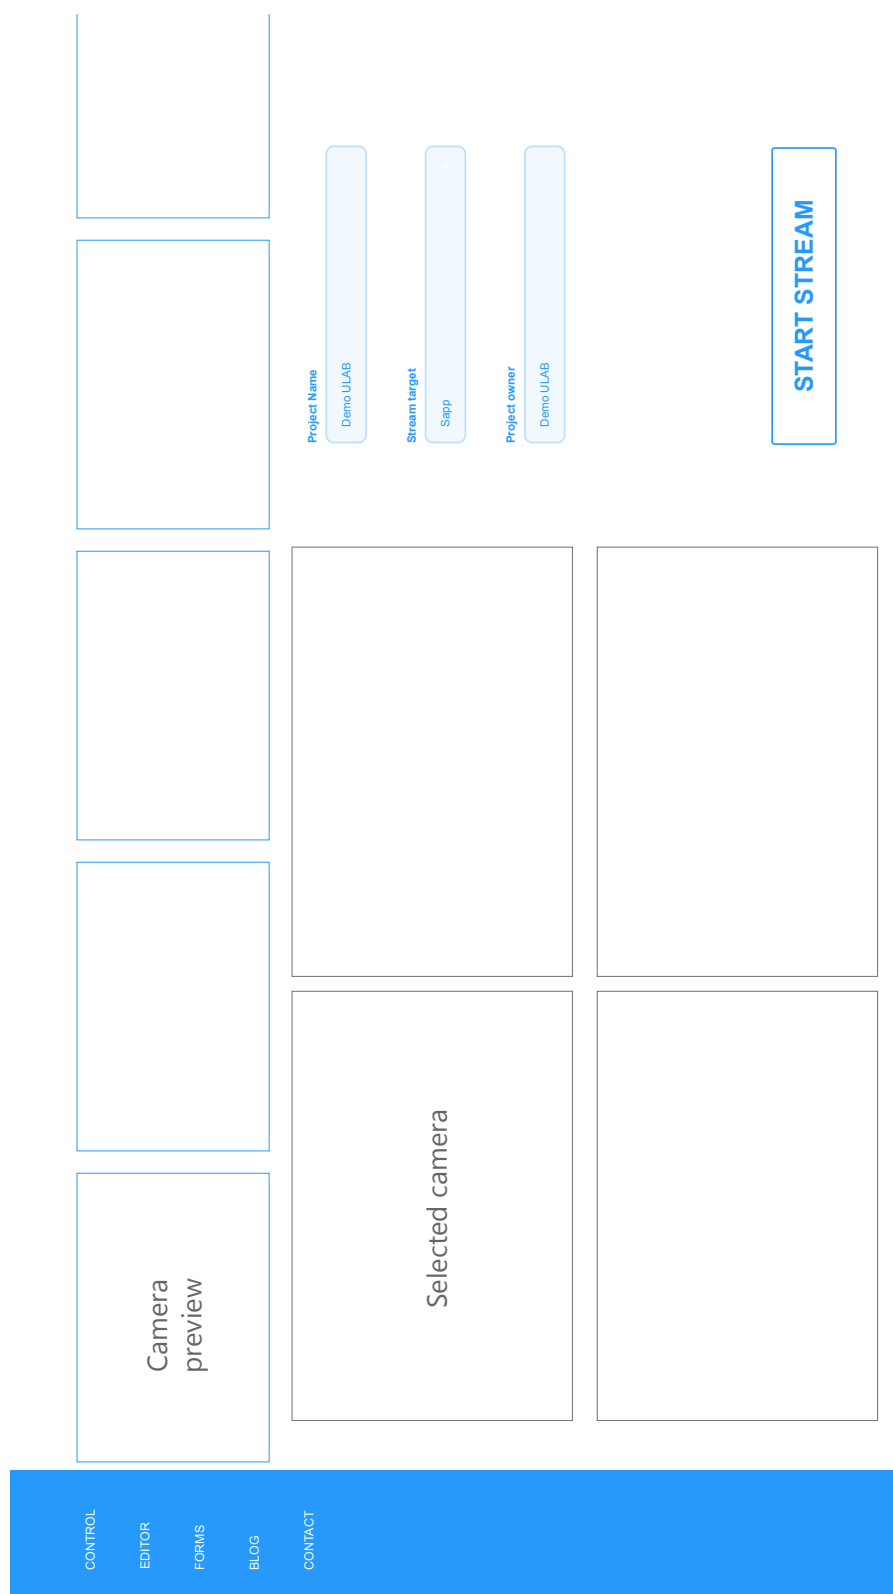 CONTROL
EDITOR
FORMS
BLOG
CONTACT
Camera
preview
Selected camera
Project Name
Demo ULAB
Stream target
Sapp
Project owner
Demo ULAB
START STREAM